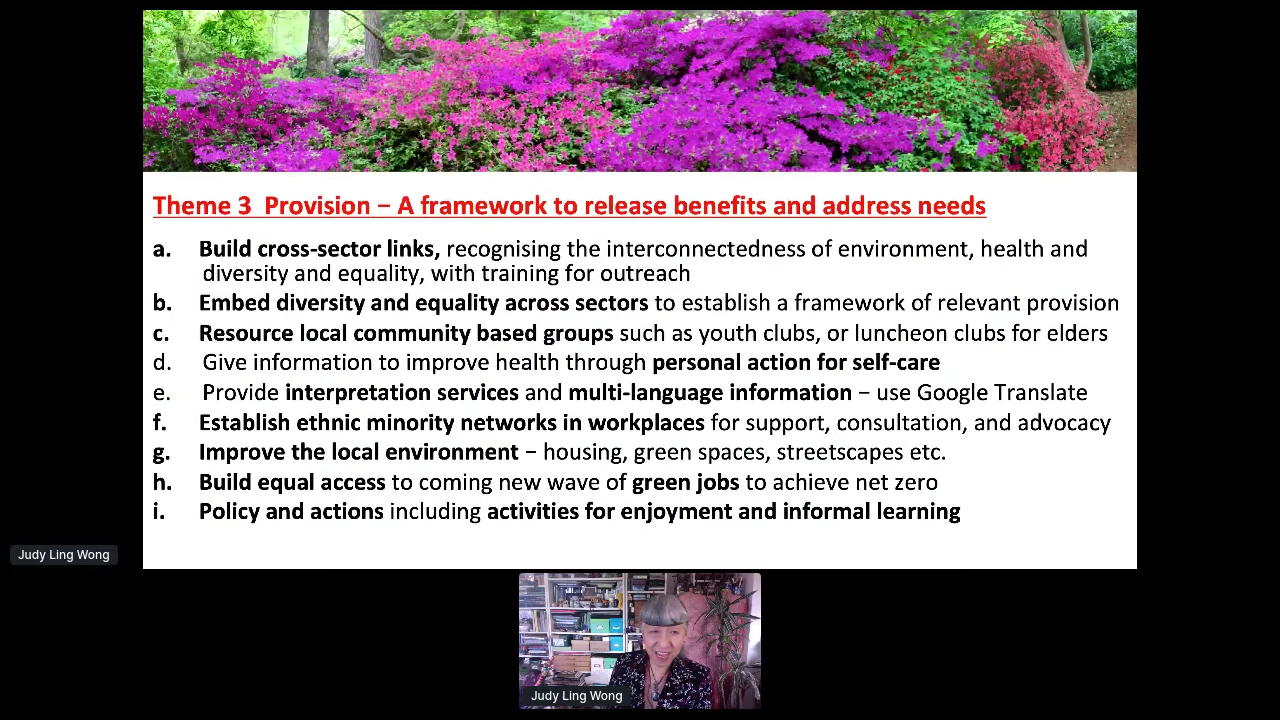 Theme 3 Provision – A framework to release benefits and address needs
a. Build cross-sector links, recognising the interconnectedness of environment, health and
diversity and equality, with training for outreach
b. Embed diversity and equality across sectors to establish a framework of relevant provision
c. Resource local community based groups such as youth clubs, or luncheon clubs for elders
d. Give information to improve health through personal action for self-care
e. Provide interpretation services and multi-language information – use Google Translate
f. Establish ethnic minority networks in workplaces for support, consultation, and advocacy
g. Improve the local environment – housing, green spaces, streetscapes etc.
h. Build equal access to coming new wave of green jobs to achieve net zero
i. Policy and actions including activities for enjoyment and informal learning
Judy Ling Wong
Judy Ling Wong